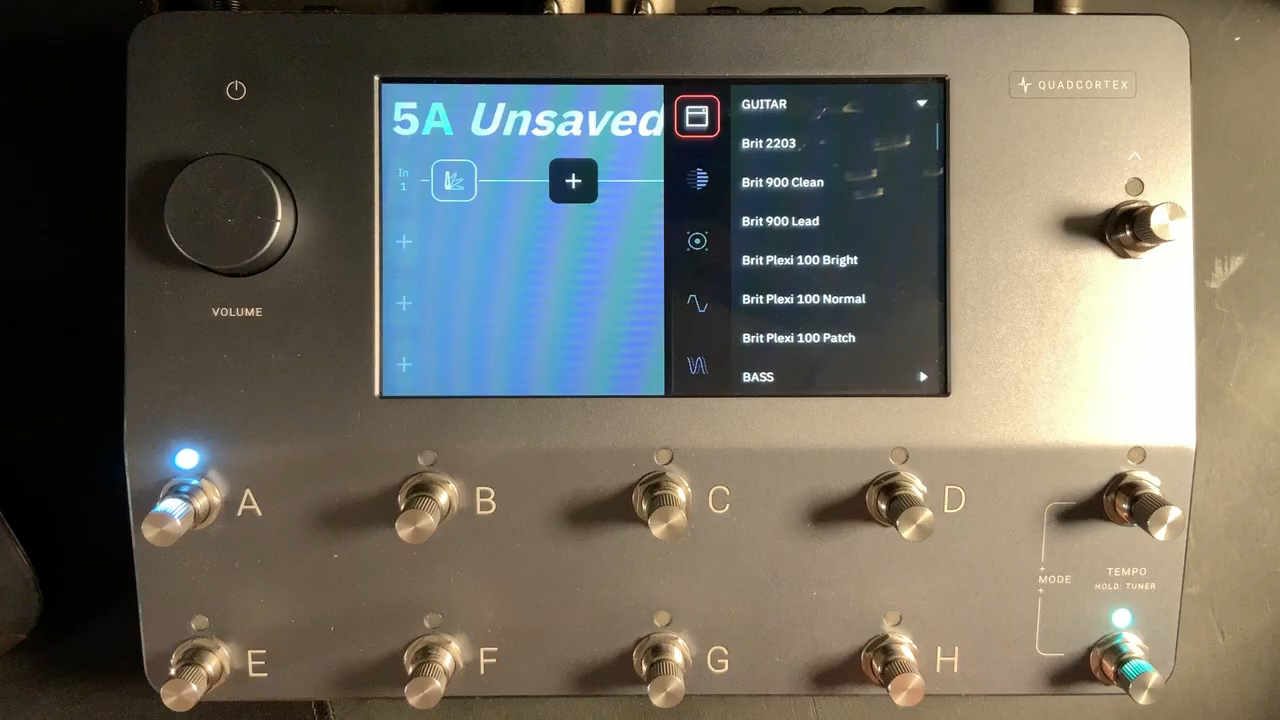 QUADCORTEX
5A Unsaved
In
1
GUITAR
Brit 2203
Brit 900 Clean
Brit 900 Lead
Brit Plexi 100 Bright
Brit Plexi 100 Normal
Brit Plexi 100 Patch
BASS
VOLUME
A
B
C
D
MODE
TEMPO
HOLD: TUNER
E
F
G
H